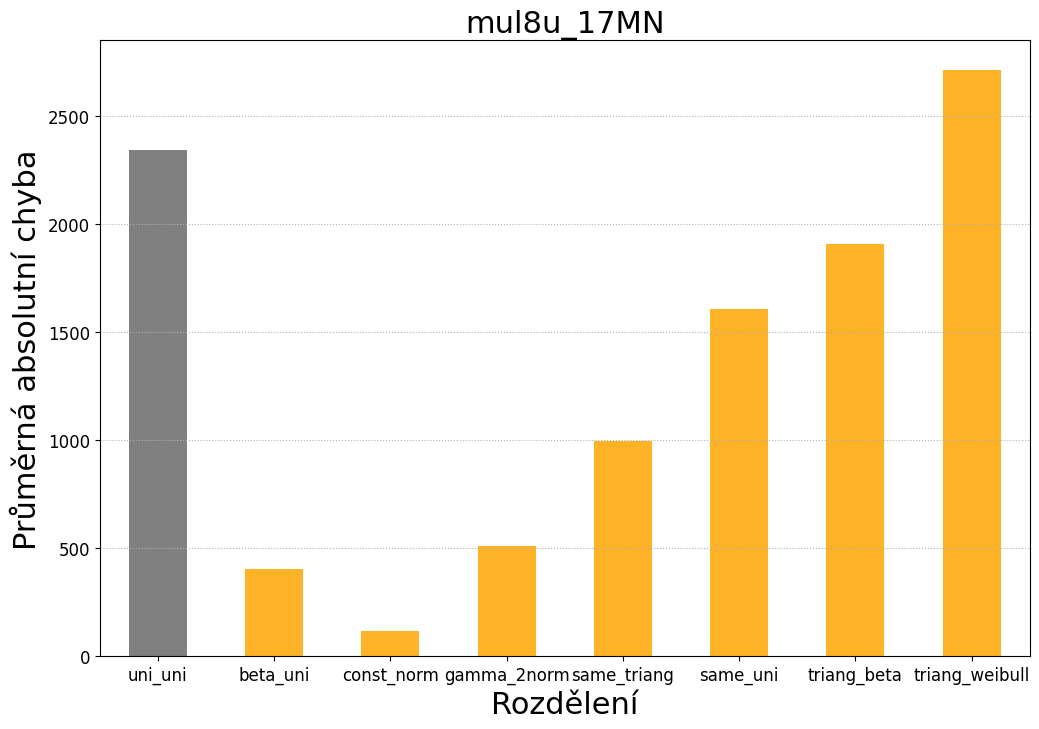 mul8u_17MN
Průměrná absolutní chyba
2500
2000
1500
1000
500
0
uni_uni beta_uni const_norm gamma_2norm same_triang same_uni triang_beta triang_weibull
Rozdělení